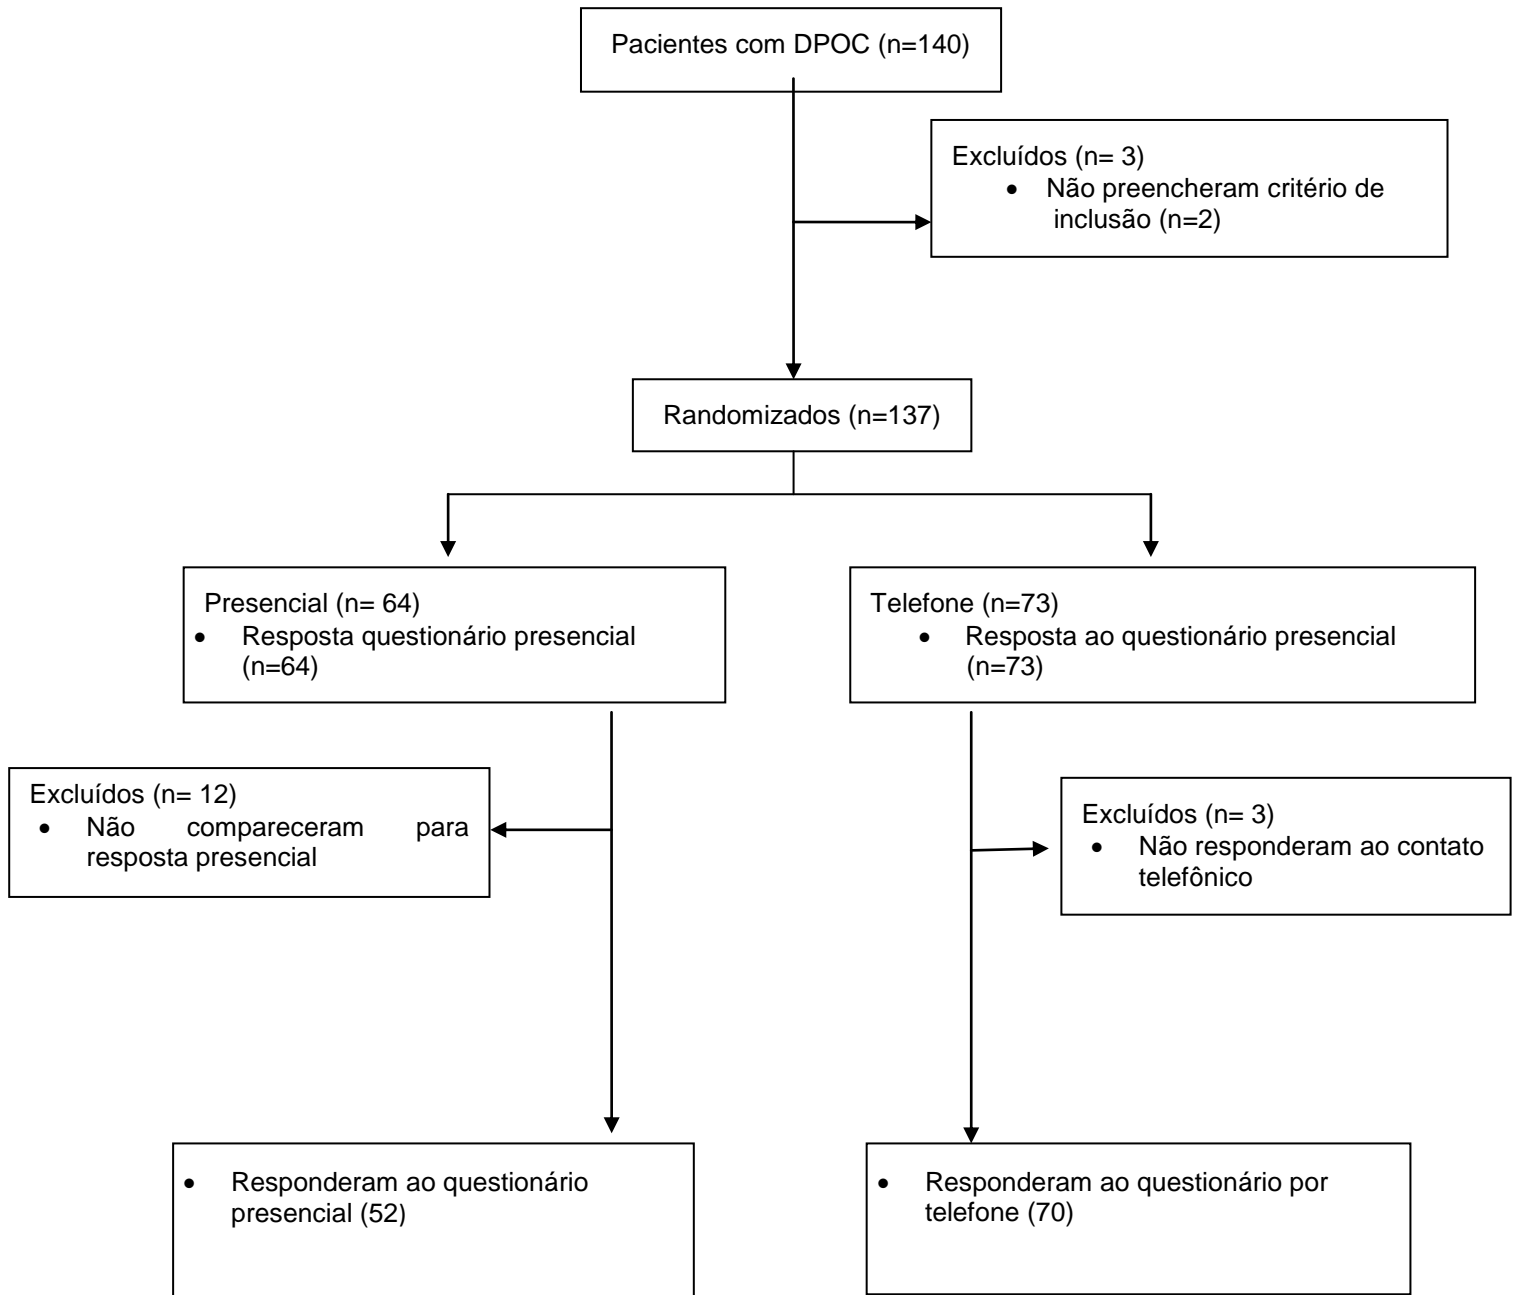 Pacientes com DPOC (n=140)
Excluídos (n= 3)
• Não preencheram critério de
inclusão (n=2)
Randomizados (n=137)
Presencial (n= 64)
• Resposta questionário presencial
(n=64)
Telefone (n=73)
• Resposta ao questionário presencial
(n=73)
Excluídos (n= 12)
• Não compareceram para
resposta presencial
Excluídos (n= 3)
• Não responderam ao contato
telefônico
• Responderam ao questionário
presencial (52)
• Responderam ao questionário por
telefone (70)